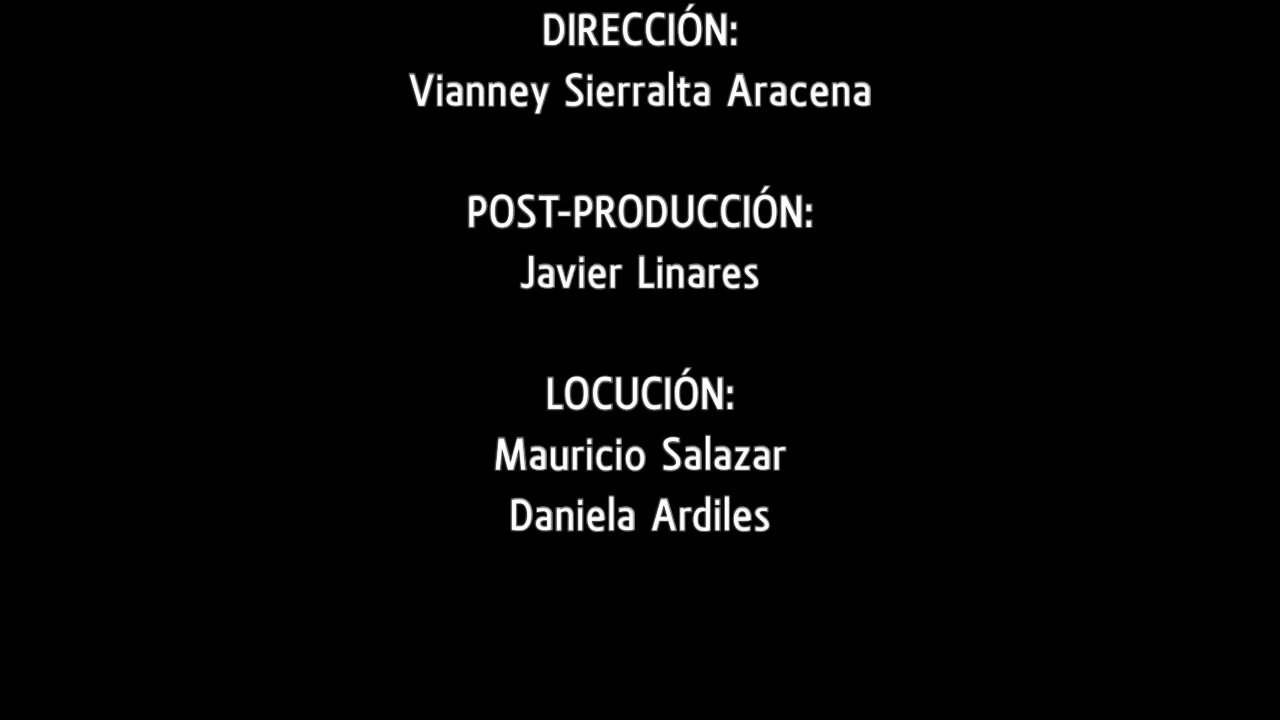 DIRECCIÓN:
Vianney Sierralta Aracena
POST-PRODUCCIÓN:
Javier Linares
LOCUCIÓN:
Mauricio Salazar
Daniela Ardiles